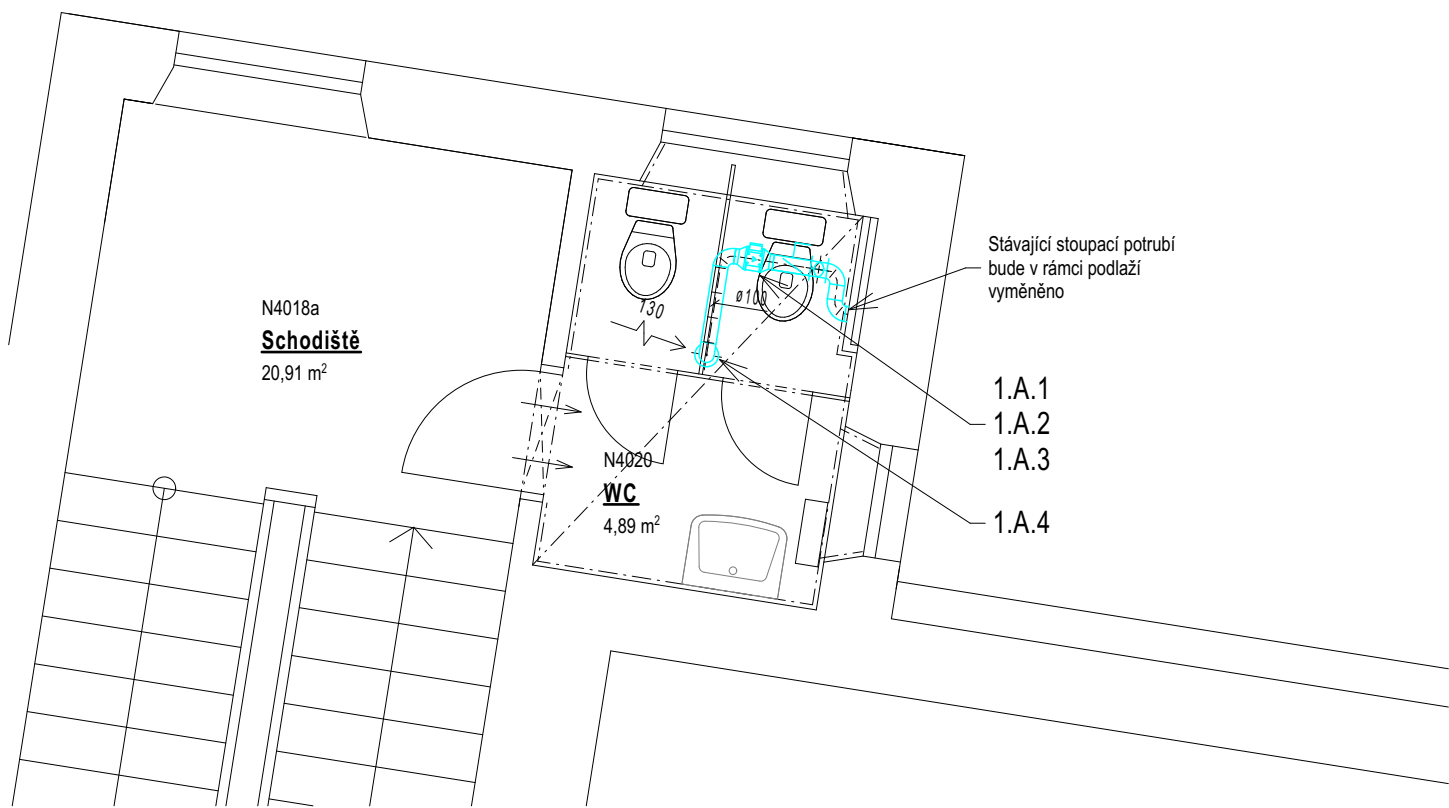 Stávající stoupací potrubí
bude v rámci podlaží
vyměněno
N4018a
Schodiště
20,91 m²
ø100
130
1.A.1
1.A.2
1.A.3
N4020
WC
4,89 m²
1.A.4